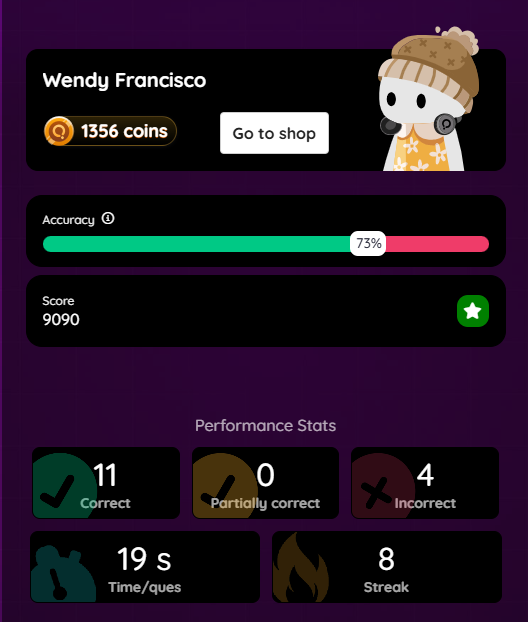 Wendy Francisco
1356 coins
Go to shop
Accuracy
73%
Score
9090
Performance Stats
11
Correct
0
Partially correct
4
Incorrect
19 s
Time/ques
8
Streak